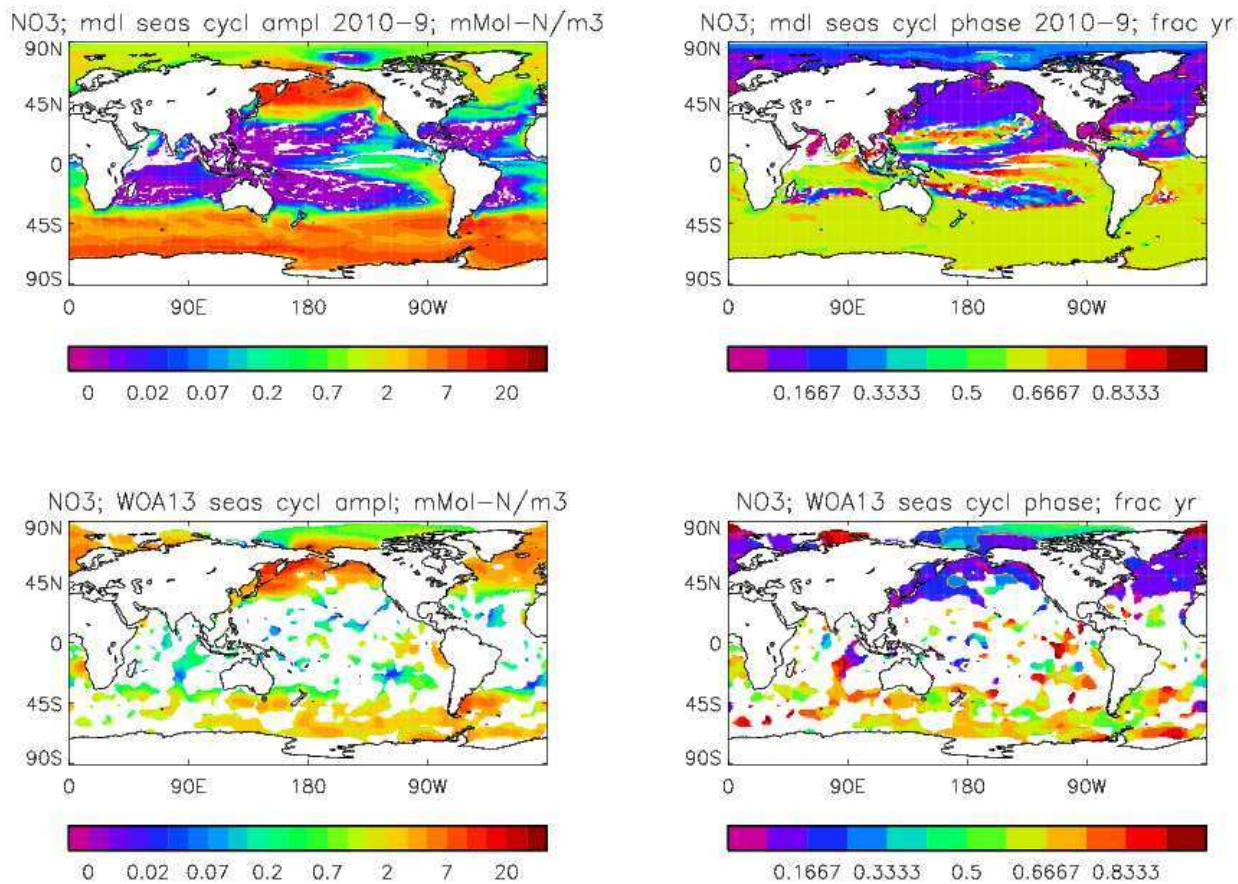 NO3; mdl seas cycl ampl 2010-9; mMol-N/m3
NO3; mdl seas cycl phase 2010-9; frac yr
90N
45N
0
45S
90S
0 90E 180 90W
90N
45N
0
45S
90S
0 90E 180 90W
0 0.02 0.07 0.2 0.7 2 7 20
0.1667 0.3333 0.5 0.6667 0.8333
NO3; WOA13 seas cycl ampl; mMol-N/m3
NO3; WOA13 seas cycl phase; frac yr
90N
45N
0
45S
90S
0 90E 180 90W
90N
45N
0
45S
90S
0 90E 180 90W
0 0.02 0.07 0.2 0.7 2 7 20
0.1667 0.3333 0.5 0.6667 0.8333